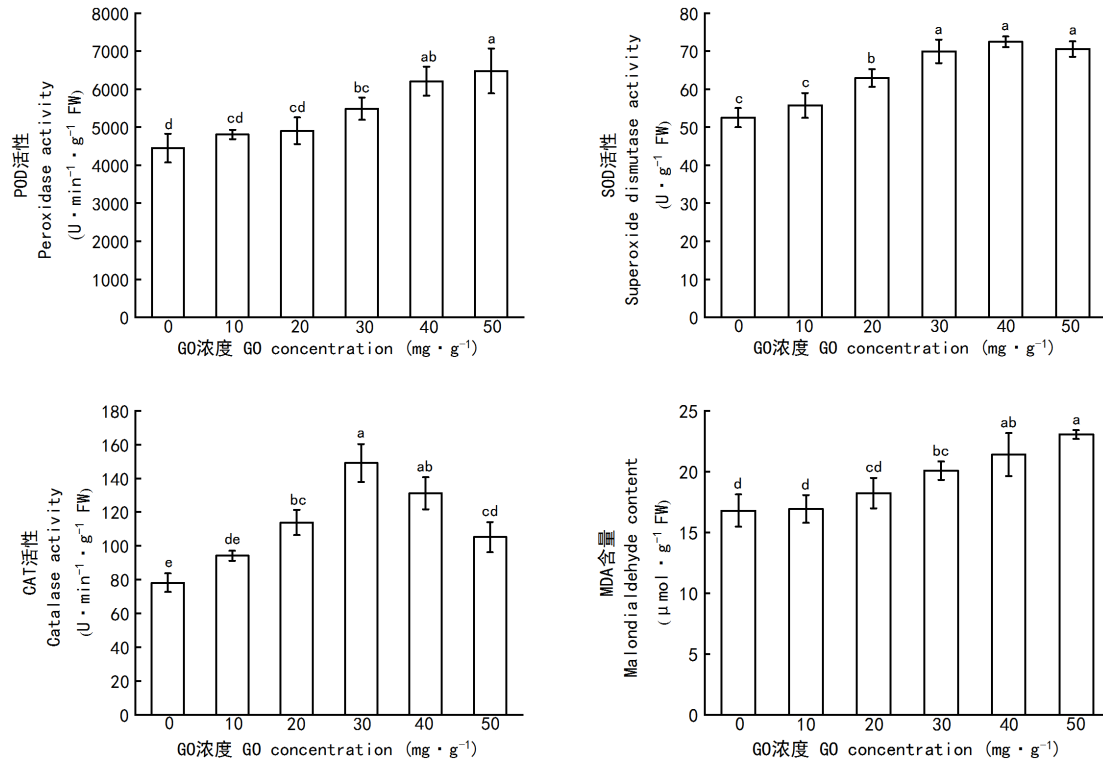 POD活性
Peroxidase activity
(U·min⁻¹·g⁻¹ FW)
8000
7000
6000
5000
4000
3000
2000
1000
0
d
cd
cd
bc
ab
a
0 10 20 30 40 50
GO浓度 GO concentration (mg·g⁻¹)
SOD活性
Superoxide dismutase activity
(U·g⁻¹ FW)
80
70
60
50
40
30
20
10
0
c
c
b
a
a
a
0 10 20 30 40 50
GO浓度 GO concentration (mg·g⁻¹)
CAT活性
Catalase activity
(U·min⁻¹·g⁻¹ FW)
180
160
140
120
100
80
60
40
20
0
e
de
bc
a
ab
cd
0 10 20 30 40 50
GO浓度 GO concentration (mg·g⁻¹)
MDA含量
Malondialdehyde content
(μmol·g⁻¹ FW)
25
20
15
10
5
0
d
d
cd
bc
ab
a
0 10 20 30 40 50
GO浓度 GO concentration (mg·g⁻¹)